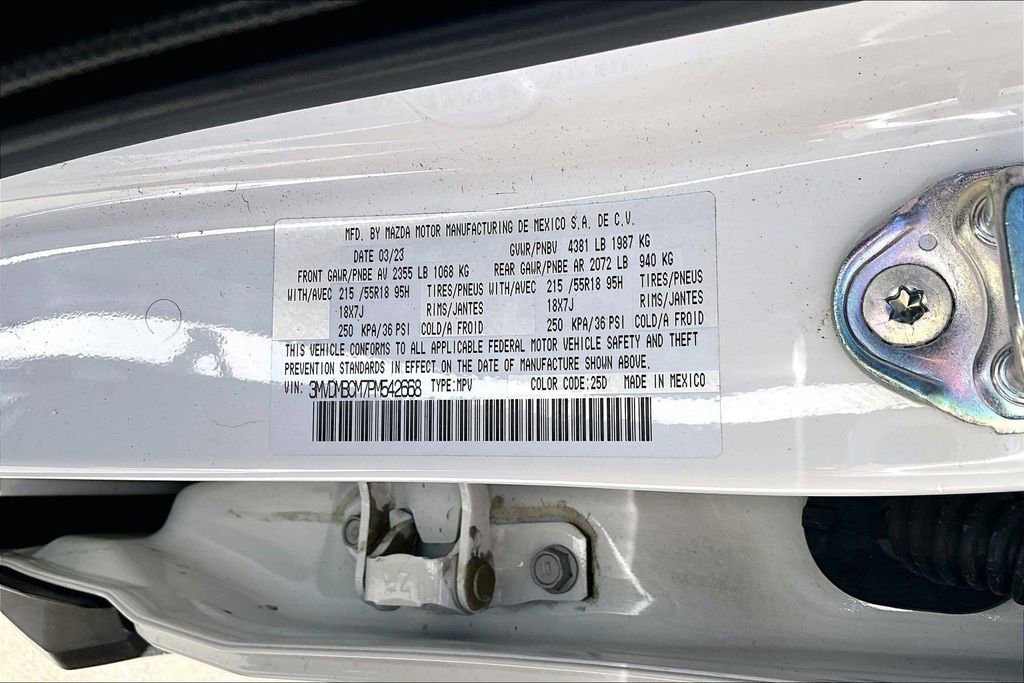 MFD. BY MAZDA MOTOR MANUFACTURING DE MEXICO S.A. DE C.V.
DATE 03/23 GVWR/PNBV 4381 LB 1987 KG
FRONT GAWR/PNBE AV 2355 LB 1068 KG REAR GAWR/PNBE AR 2072 LB 940 KG
WITH/AVEC 215 /55R18 95H TIRES/PNEUS WITH/AVEC 215 /55R18 95H TIRES/PNEUS
18X7J RIMS/JANTES 18X7J RIMS/JANTES
250 KPA/36 PSI COLD/A FROID 250 KPA/36 PSI COLD/A FROID
THIS VEHICLE CONFORMS TO ALL APPLICABLE FEDERAL MOTOR VEHICLE SAFETY AND THEFT
PREVENTION STANDARDS IN EFFECT ON THE DATE OF MANUFACTURE SHOWN ABOVE.
VIN: 3MVDMBCM7PM542668 TYPE:MPV COLOR CODE:25D MADE IN MEXICO